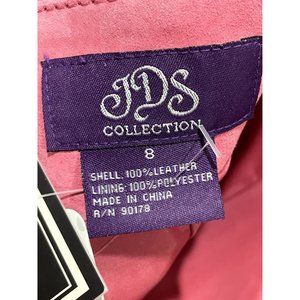 JDS
COLLECTION
8
SHELL: 100% LEATHER
LINING: 100% POLYESTER
MADE IN CHINA
R/N 90178